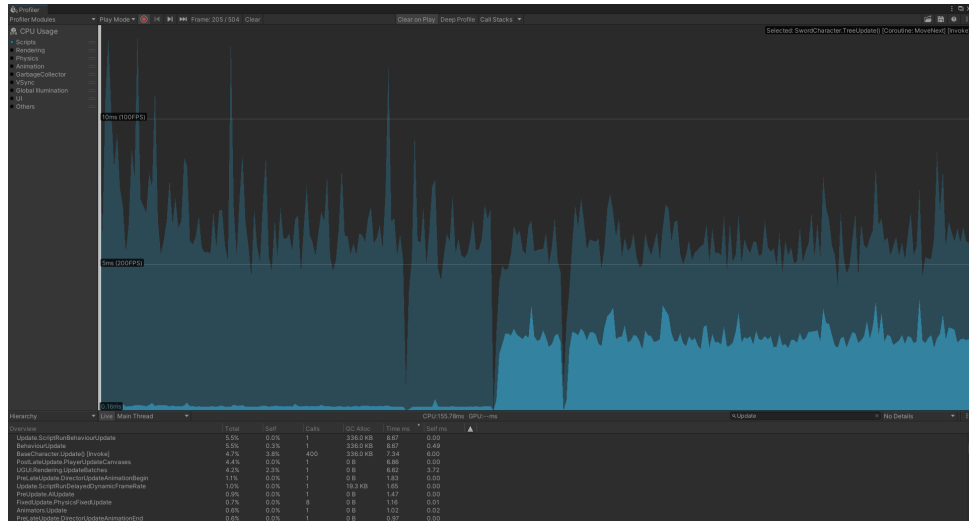 Profiler
Profiler Modules Play Mode Frame: 205 / 504 Clear Clear on Play Deep Profile Call Stacks
CPU Usage Selected: SwordCharacter.TreeUpdate() [Coroutine: MoveNext] [Invoke]
Scripts
Rendering
Physics
Animation
GarbageCollector
VSync
Global Illumination
UI
Others
10ms (100FPS)
5ms (200FPS)
0.16ms
Hierarchy Live Main Thread CPU:155.78ms GPU:--ms Update No Details
Overview Total Self Calls GC Alloc Time ms Self ms
Update.ScriptRunBehaviourUpdate 5.5% 0.0% 1 336.0 KB 8.67 0.00
BehaviourUpdate 5.5% 0.3% 1 336.0 KB 8.67 0.49
BaseCharacter.Update() [Invoke] 4.7% 3.8% 400 336.0 KB 7.34 6.00
PostLateUpdate.PlayerUpdateCanvases 4.4% 0.0% 1 0 B 6.86 0.00
UGUI.Rendering.UpdateBatches 4.2% 2.3% 1 0 B 6.62 3.72
PreLateUpdate.DirectorUpdateAnimationBegin 1.1% 0.0% 1 0 B 1.83 0.00
Update.ScriptRunDelayedDynamicFrameRate 1.0% 0.0% 1 19.3 KB 1.65 0.00
PreUpdate.AIUpdate 0.9% 0.0% 1 0 B 1.47 0.00
FixedUpdate.PhysicsFixedUpdate 0.7% 0.0% 8 0 B 1.16 0.01
Animators.Update 0.6% 0.0% 1 0 B 1.02 0.02
PreLateUpdate.DirectorUpdateAnimationEnd 0.6% 0.0% 1 0 B 0.97 0.00